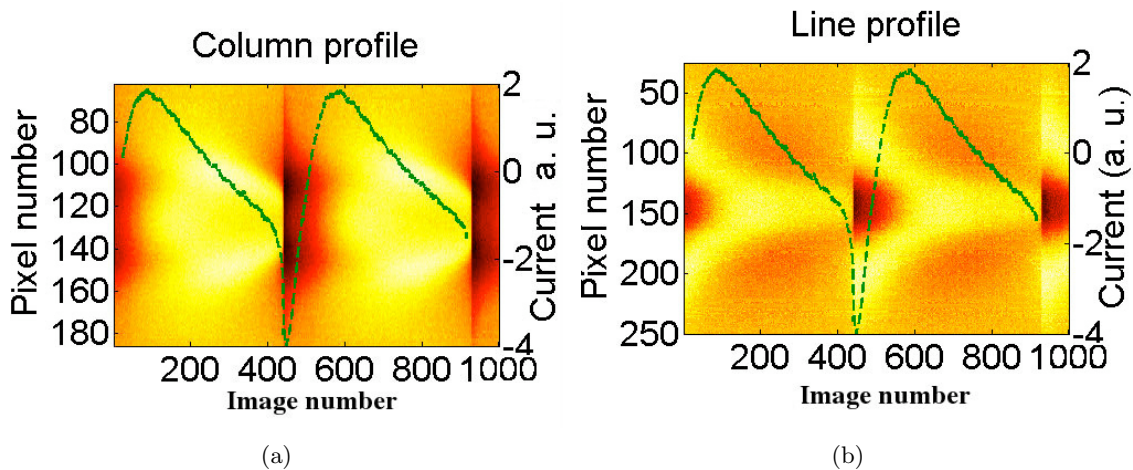 Column profile
80
100
120
140
160
180
Pixel number
200
400
600
800
1000
Image number
2
0
-2
-4
Current a. u.)
(a)
Line profile
50
100
150
200
250
Pixel number
200
400
600
800
1000
Image number
2
0
-2
-4
Current (a. u.)
(b)